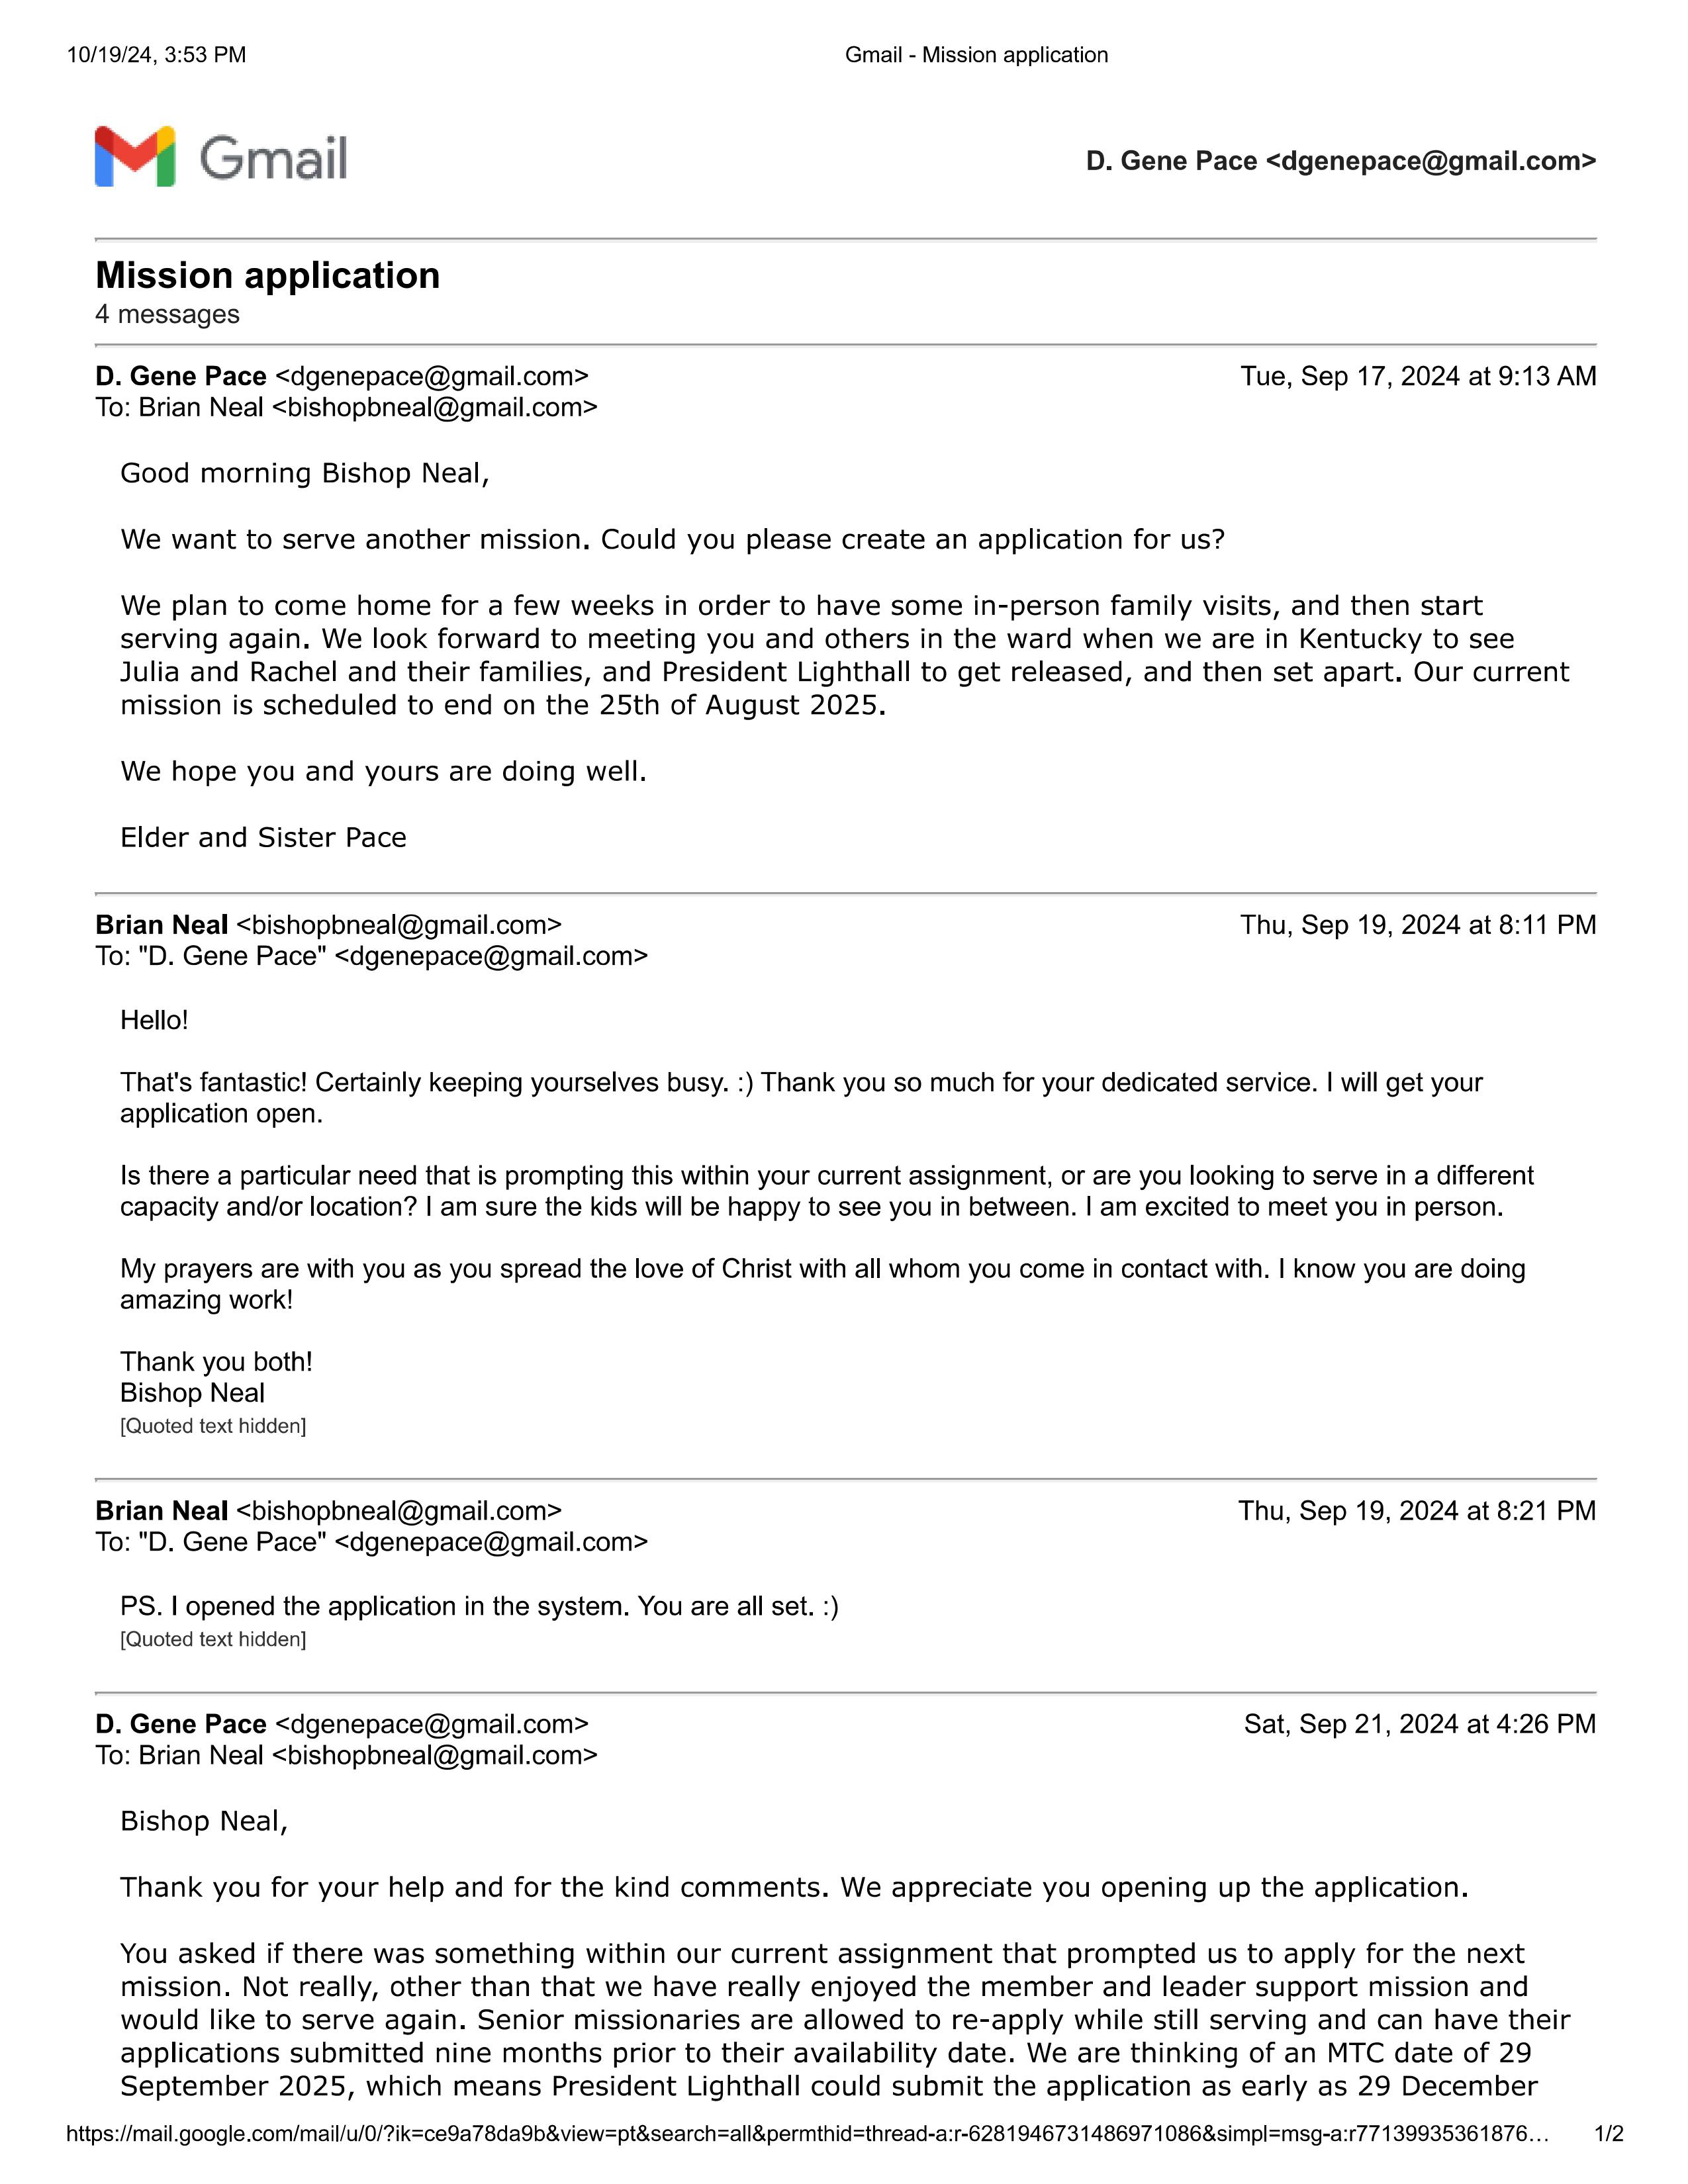 10/19/24, 3:53 PM
Gmail - Mission application
Gmail
D. Gene Pace <dgenepace@gmail.com>
Mission application
4 messages
D. Gene Pace <dgenepace@gmail.com>
Tue, Sep 17, 2024 at 9:13 AM
To: Brian Neal <bishopbneal@gmail.com>
Good morning Bishop Neal,
We want to serve another mission. Could you please create an application for us?
We plan to come home for a few weeks in order to have some in-person family visits, and then start
serving again. We look forward to meeting you and others in the ward when we are in Kentucky to see
Julia and Rachel and their families, and President Lighthall to get released, and then set apart. Our current
mission is scheduled to end on the 25th of August 2025.
We hope you and yours are doing well.
Elder and Sister Pace
Brian Neal <bishopbneal@gmail.com>
Thu, Sep 19, 2024 at 8:11 PM
To: "D. Gene Pace" <dgenepace@gmail.com>
Hello!
That's fantastic! Certainly keeping yourselves busy. :) Thank you so much for your dedicated service. I will get your
application open.
Is there a particular need that is prompting this within your current assignment, or are you looking to serve in a different
capacity and/or location? I am sure the kids will be happy to see you in between. I am excited to meet you in person.
My prayers are with you as you spread the love of Christ with all whom you come in contact with. I know you are doing
amazing work!
Thank you both!
Bishop Neal
[Quoted text hidden]
Brian Neal <bishopbneal@gmail.com>
Thu, Sep 19, 2024 at 8:21 PM
To: "D. Gene Pace" <dgenepace@gmail.com>
PS. I opened the application in the system. You are all set. :)
[Quoted text hidden]
D. Gene Pace <dgenepace@gmail.com>
Sat, Sep 21, 2024 at 4:26 PM
To: Brian Neal <bishopbneal@gmail.com>
Bishop Neal,
Thank you for your help and for the kind comments. We appreciate you opening up the application.
You asked if there was something within our current assignment that prompted us to apply for the next
mission. Not really, other than that we have really enjoyed the member and leader support mission and
would like to serve again. Senior missionaries are allowed to re-apply while still serving and can have their
applications submitted nine months prior to their availability date. We are thinking of an MTC date of 29
September 2025, which means President Lighthall could submit the application as early as 29 December
https://mail.google.com/mail/u/0/?ik=ce9a78da9b&view=pt&search=all&permthid=thread-a:r-6281946731486971086&simpl=msg-a:r77139935361876…
1/2